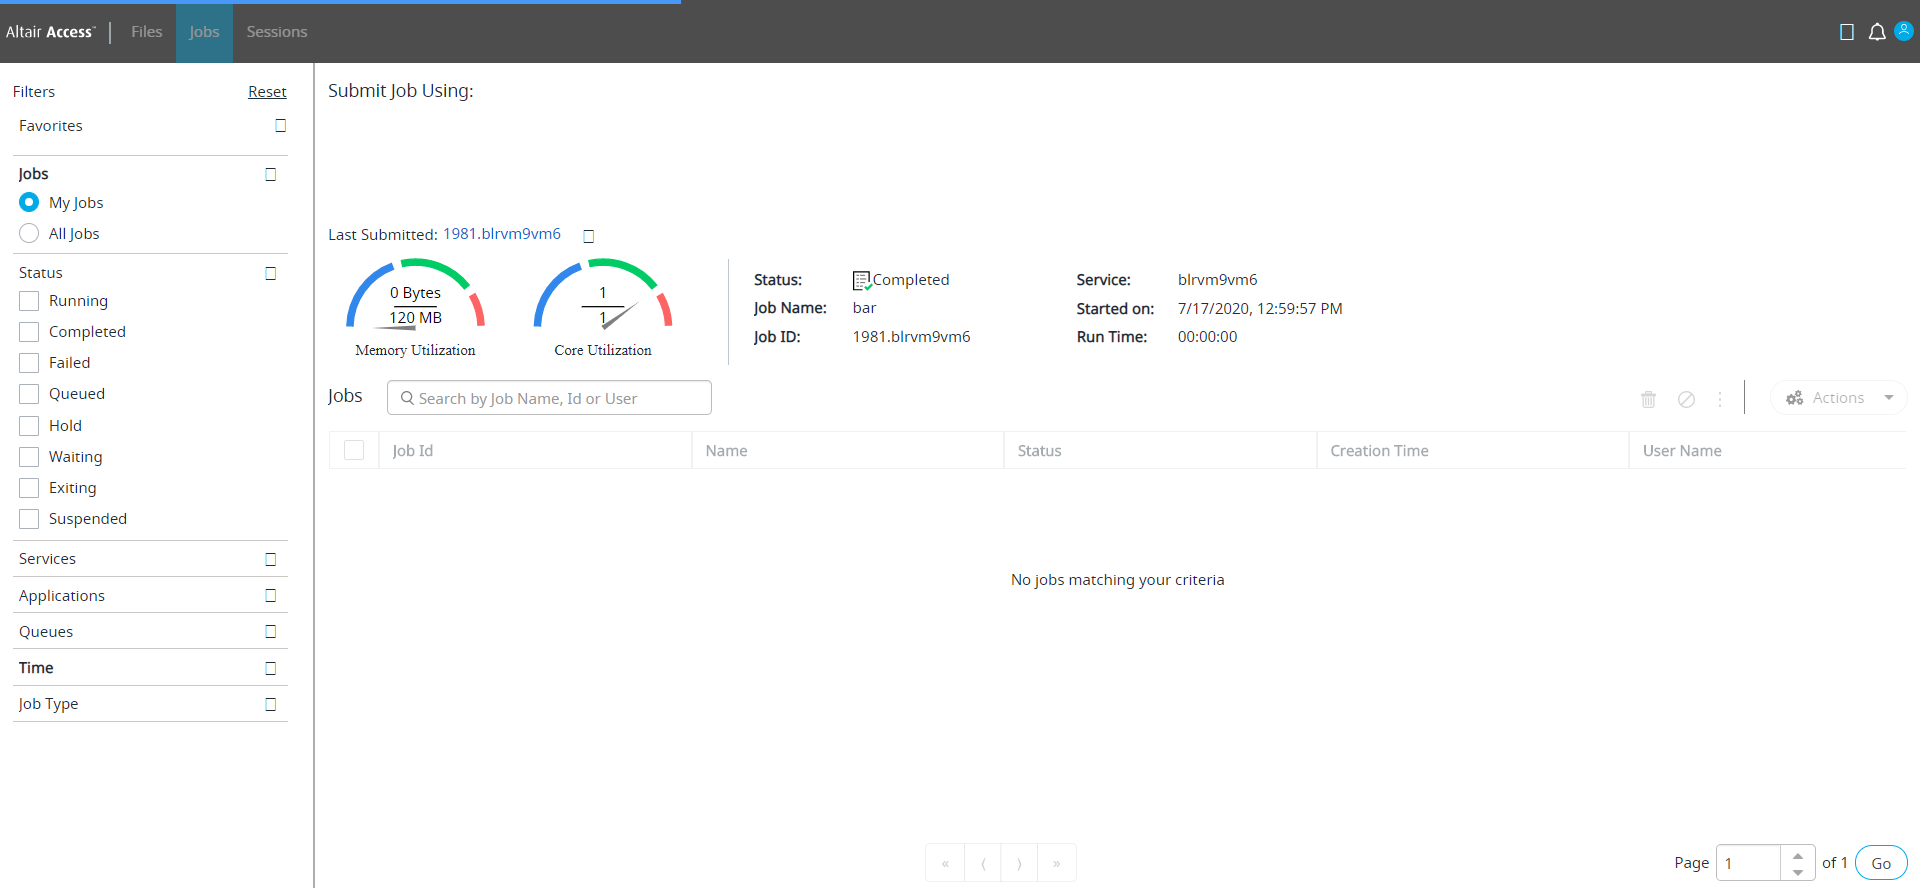 Altair Access™ Files Jobs Sessions
Filters Reset
Favorites
Jobs
My Jobs
All Jobs
Status
Running
Completed
Failed
Queued
Hold
Waiting
Exiting
Suspended
Services
Applications
Queues
Time
Job Type
Submit Job Using:
Last Submitted: 1981.blrvm9vm6
0 Bytes
120 MB
Memory Utilization
1
1
Core Utilization
Status: Completed
Job Name: bar
Job ID: 1981.blrvm9vm6
Service: blrvm9vm6
Started on: 7/17/2020, 12:59:57 PM
Run Time: 00:00:00
Jobs Search by Job Name, Id or User Actions
Job Id Name Status Creation Time User Name
No jobs matching your criteria
« ⟨ ⟩ » Page 1 of 1 Go